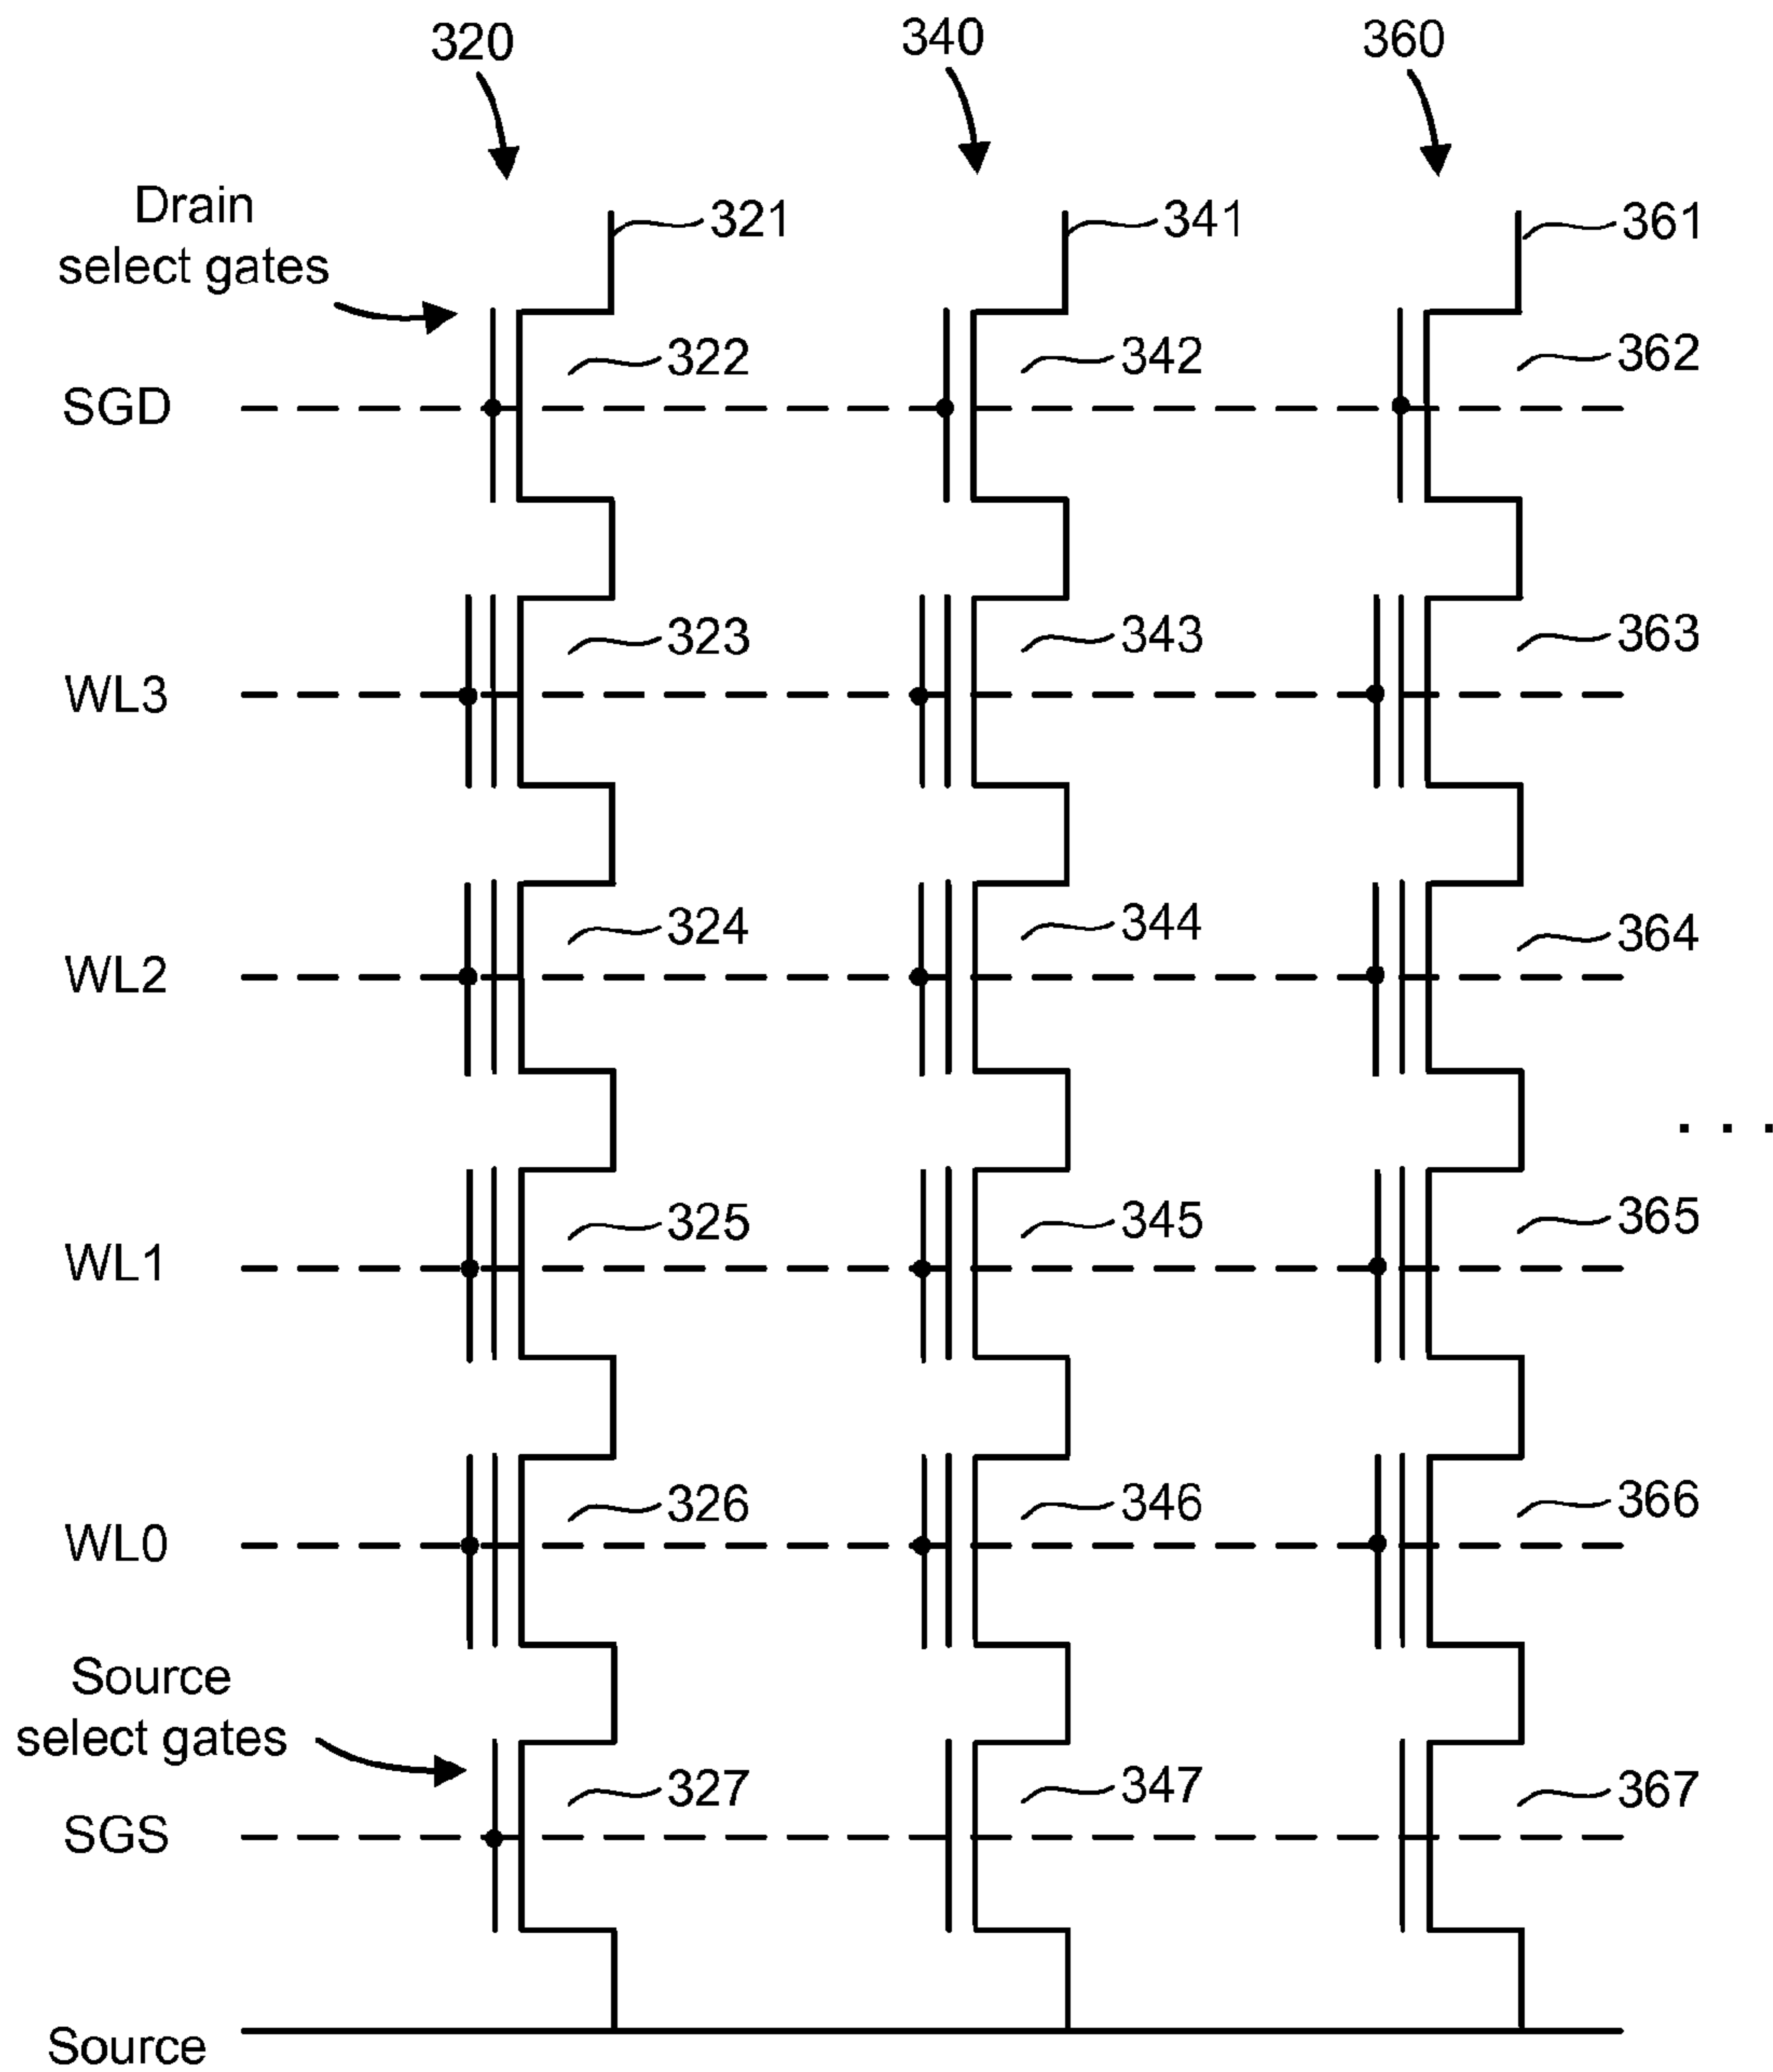 320 340 360
Drain
select gates
321 341 361
322 342 362
SGD
323 343 363
WL3
324 344 364
WL2
. . .
325 345 365
WL1
326 346 366
WL0
Source
select gates
327 347 367
SGS
Source